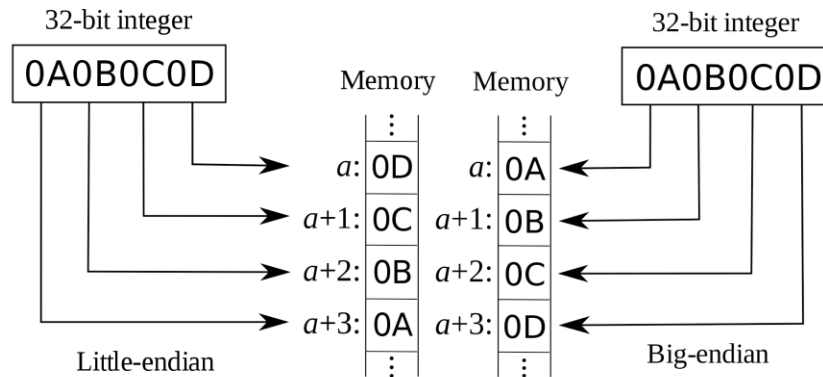 32-bit integer
0A0B0C0D
32-bit integer
0A0B0C0D
Memory
Memory
⋮
⋮
a: 0D
a: 0A
a+1: 0C
a+1: 0B
a+2: 0B
a+2: 0C
a+3: 0A
a+3: 0D
⋮
⋮
Little-endian
Big-endian